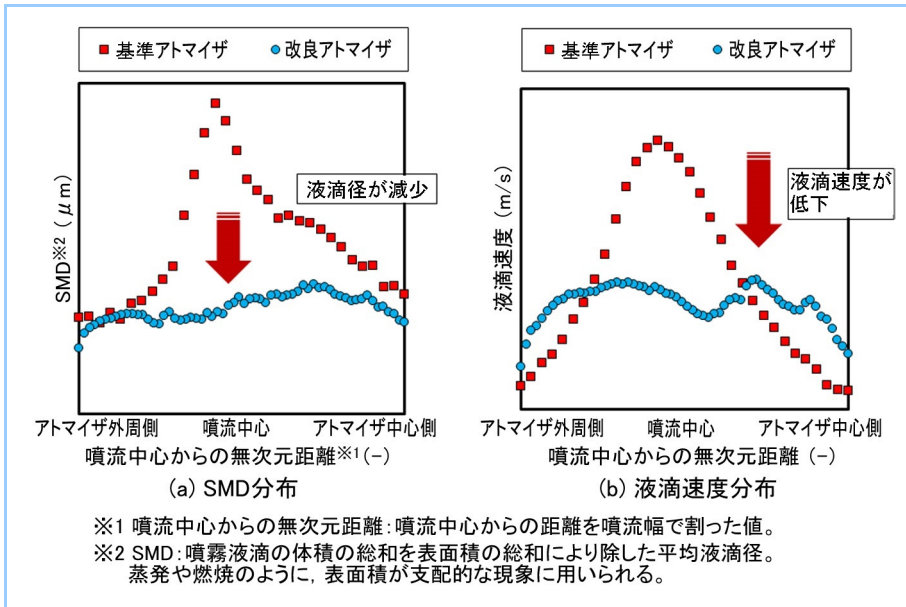 基準アトマイザ 改良アトマイザ
SMD※2 (μm)
液滴径が減少
アトマイザ外周側 噴流中心 アトマイザ中心側
噴流中心からの無次元距離※1(-)
(a) SMD分布
基準アトマイザ 改良アトマイザ
液滴速度 (m/s)
液滴速度が
低下
アトマイザ外周側 噴流中心 アトマイザ中心側
噴流中心からの無次元距離 (-)
(b) 液滴速度分布
※1 噴流中心からの無次元距離:噴流中心からの距離を噴流幅で割った値。
※2 SMD:噴霧液滴の体積の総和を表面積の総和により除した平均液滴径。
蒸発や燃焼のように, 表面積が支配的な現象に用いられる。